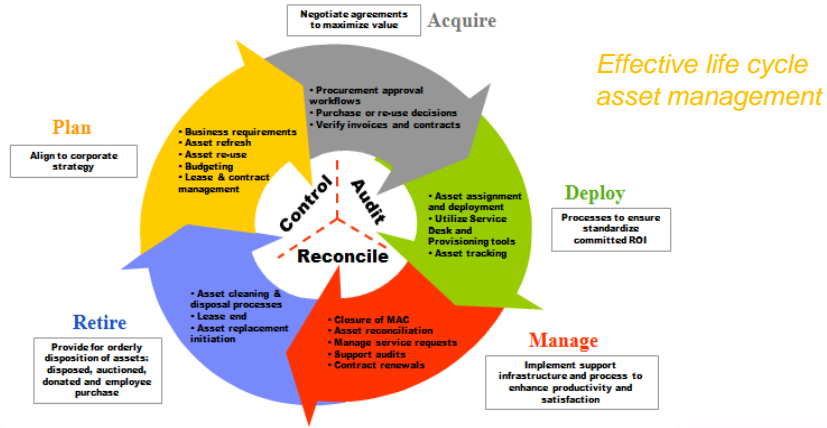 Negotiate agreements
to maximize value
Acquire
Effective life cycle
asset management
• Procurement approval
workflows
• Purchase or re-use decisions
• Verify invoices and contracts
Plan
Align to corporate
strategy
• Business requirements
• Asset refresh
• Asset re-use
• Budgeting
• Lease & contract
management
Control
Audit
Reconcile
• Asset assignment
and deployment
• Utilize Service
Desk and
Provisioning tools
• Asset tracking
Deploy
Processes to ensure
standardize
committed ROI
• Asset cleaning &
disposal processes
• Lease end
• Asset replacement
initiation
• Closure of MAC
• Asset reconciliation
• Manage service requests
• Support audits
• Contract renewals
Retire
Provide for orderly
disposition of assets:
disposed, auctioned,
donated and employee
purchase
Manage
Implement support
infrastructure and process to
enhance productivity and
satisfaction